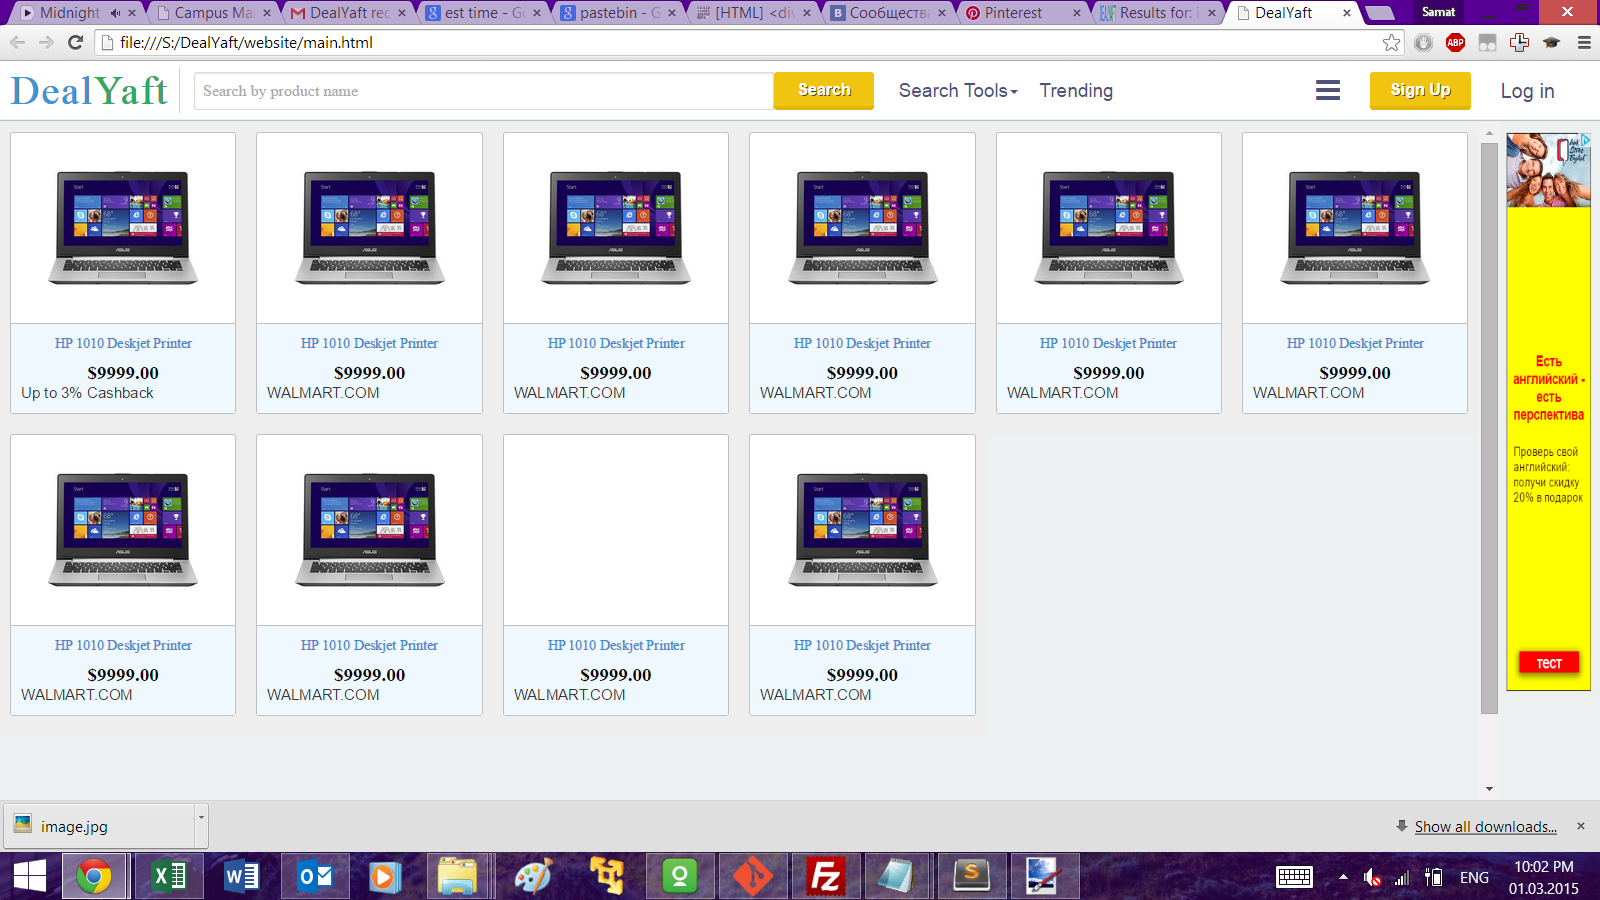 Midnight
Campus Ma
DealYaft rec
est time - Go
pastebin - G
[HTML] <div
Сообществ
Pinterest
Results for: i
DealYaft
Samat
file:///S:/DealYaft/website/main.html
ABP
DealYaft
Search by product name
Search
Search Tools
Trending
Sign Up
Log in
HP 1010 Deskjet Printer
HP 1010 Deskjet Printer
HP 1010 Deskjet Printer
HP 1010 Deskjet Printer
HP 1010 Deskjet Printer
HP 1010 Deskjet Printer
$9999.00
$9999.00
$9999.00
$9999.00
$9999.00
$9999.00
Up to 3% Cashback
WALMART.COM
WALMART.COM
WALMART.COM
WALMART.COM
WALMART.COM
HP 1010 Deskjet Printer
HP 1010 Deskjet Printer
HP 1010 Deskjet Printer
HP 1010 Deskjet Printer
$9999.00
$9999.00
$9999.00
$9999.00
WALMART.COM
WALMART.COM
WALMART.COM
WALMART.COM
Есть
английский -
есть
перспектива
Проверь свой
английский:
получи скидку
20% в подарок
тест
image.jpg
Show all downloads...
ENG
10:02 PM
01.03.2015